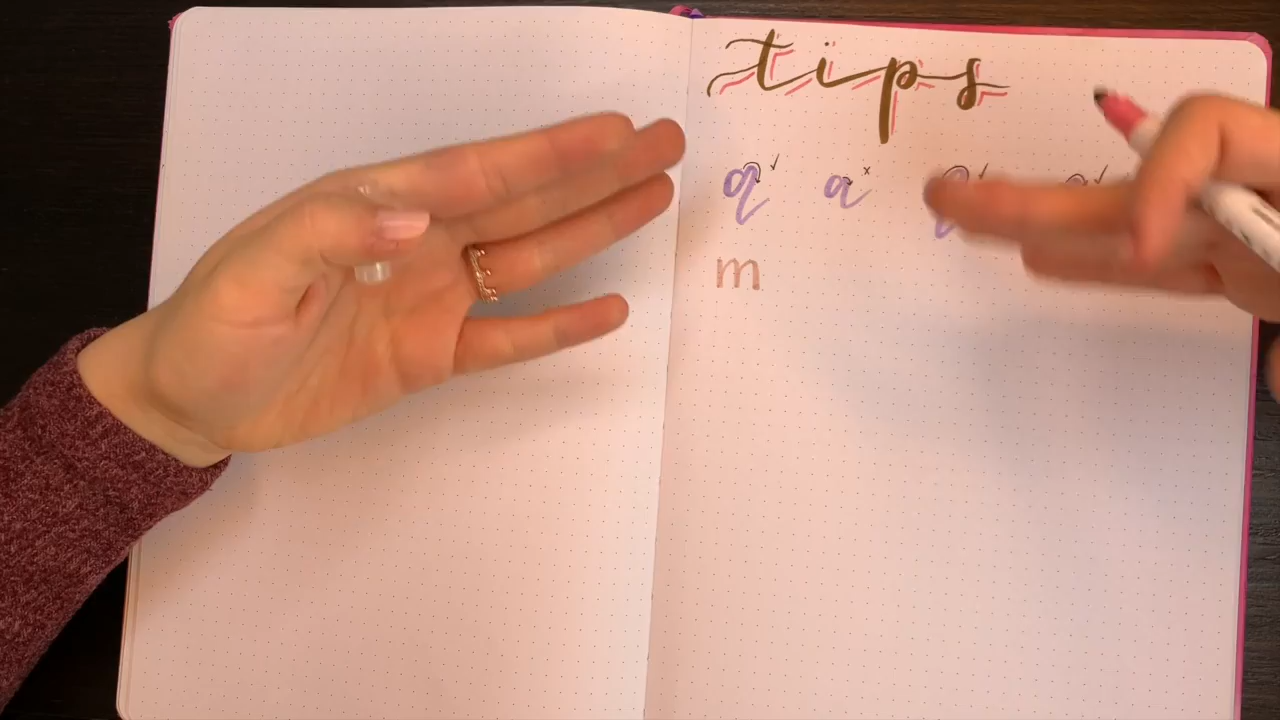 tips
a ✓ a x a ✓ a ✓
m